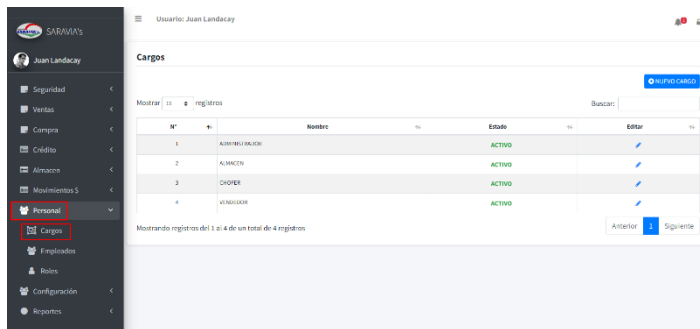 SARAVIA's
Usuario: Juan Landacay
Juan Landacay
Cargos
NUEVO CARGO
Seguridad
Ventas
Compra
Crédito
Almacen
Movimientos $
Personal
Cargos
Empleados
Roles
Configuración
Reportes
Mostrar registros
Buscar:
N° Nombre Estado Editar
1 ADMINISTRADOR ACTIVO
2 ALMACEN ACTIVO
3 CHOFER ACTIVO
4 VENDEDOR ACTIVO
Mostrando registros del 1 al 4 de un total de 4 registros
Anterior 1 Siguiente